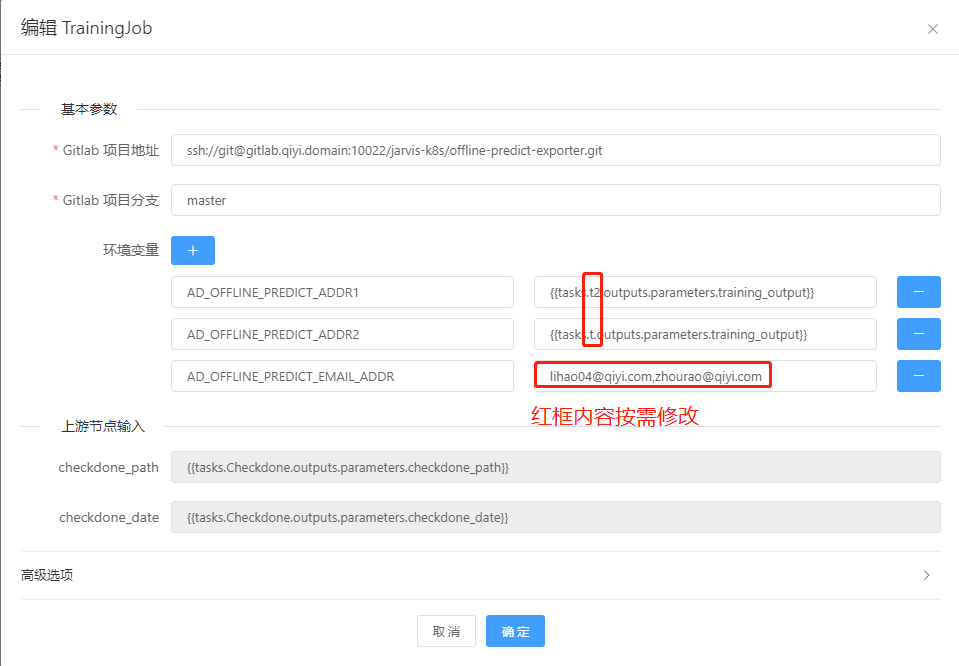 编辑 TrainingJob
基本参数
* Gitlab 项目地址 ssh://git@gitlab.qiyi.domain:10022/jarvis-k8s/offline-predict-exporter.git
* Gitlab 项目分支 master
环境变量
AD_OFFLINE_PREDICT_ADDR1 {{tasks.t2.outputs.parameters.training_output}}
AD_OFFLINE_PREDICT_ADDR2 {{tasks.t.outputs.parameters.training_output}}
AD_OFFLINE_PREDICT_EMAIL_ADDR lihao04@qiyi.com,zhourao@qiyi.com
红框内容按需修改
上游节点输入
checkdone_path {{tasks.Checkdone.outputs.parameters.checkdone_path}}
checkdone_date {{tasks.Checkdone.outputs.parameters.checkdone_date}}
高级选项
取消 确定